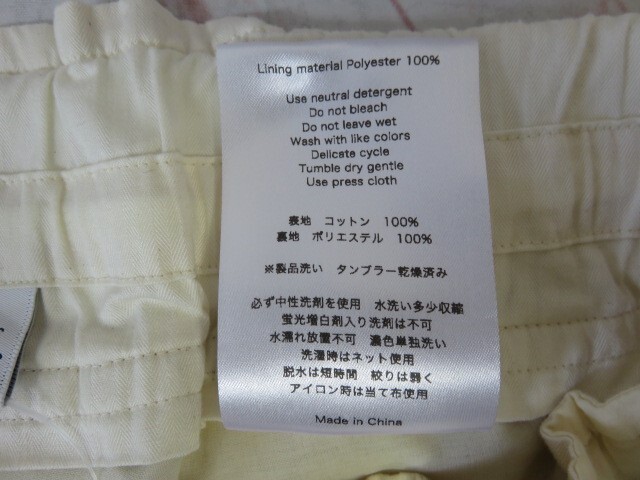 Lining material Polyester 100%
Use neutral detergent
Do not bleach
Do not leave wet
Wash with like colors
Delicate cycle
Tumble dry gentle
Use press cloth
表地 コットン 100%
裏地 ポリエステル 100%
※製品洗い タンブラー乾燥済み
必ず中性洗剤を使用 水洗い多少収縮
蛍光増白剤入り洗剤は不可
水濡れ放置不可 濃色単独洗い
洗濯時はネット使用
脱水は短時間 絞りは弱く
アイロン時は当て布使用
Made in China